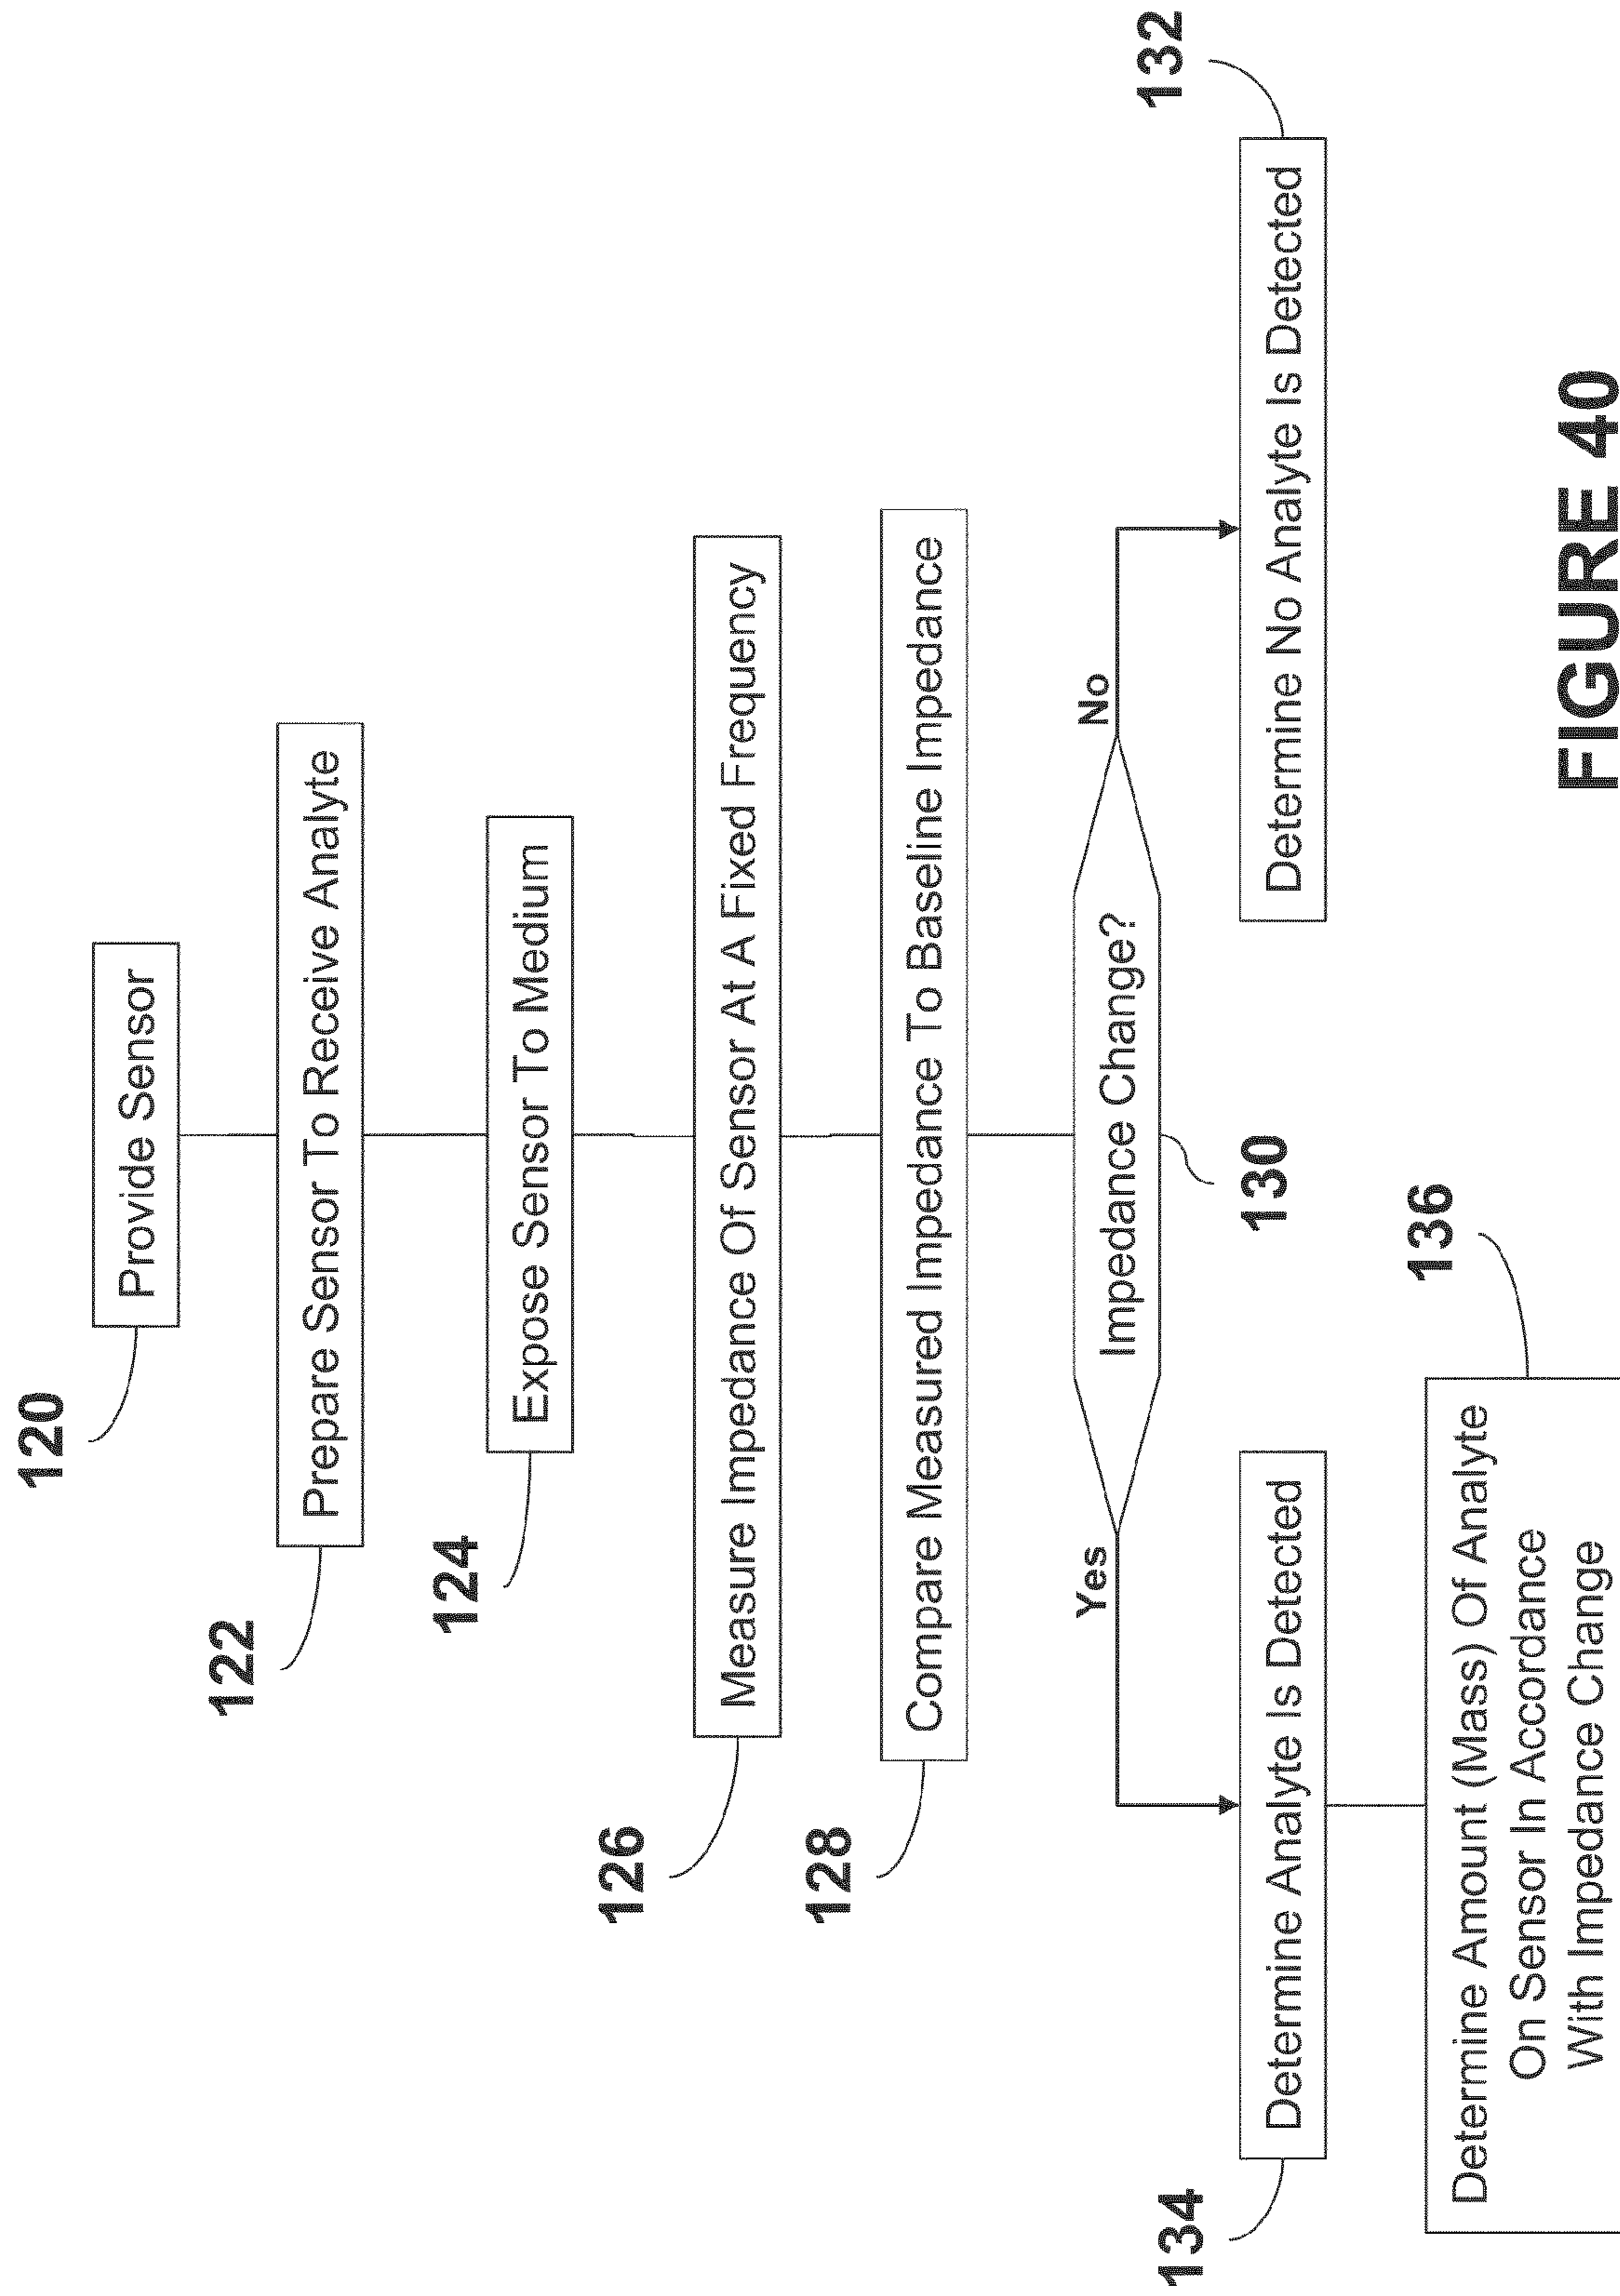 120
Provide Sensor
122
Prepare Sensor To Receive Analyte
124
Expose Sensor To Medium
126
Measure Impedance Of Sensor At A Fixed Frequency
128
Compare Measured Impedance To Baseline Impedance
Yes
Impedance Change?
No
130
134
Determine Analyte Is Detected
132
Determine No Analyte Is Detected
136
Determine Amount (Mass) Of Analyte
On Sensor In Accordance
With Impedance Change
FIGURE 40